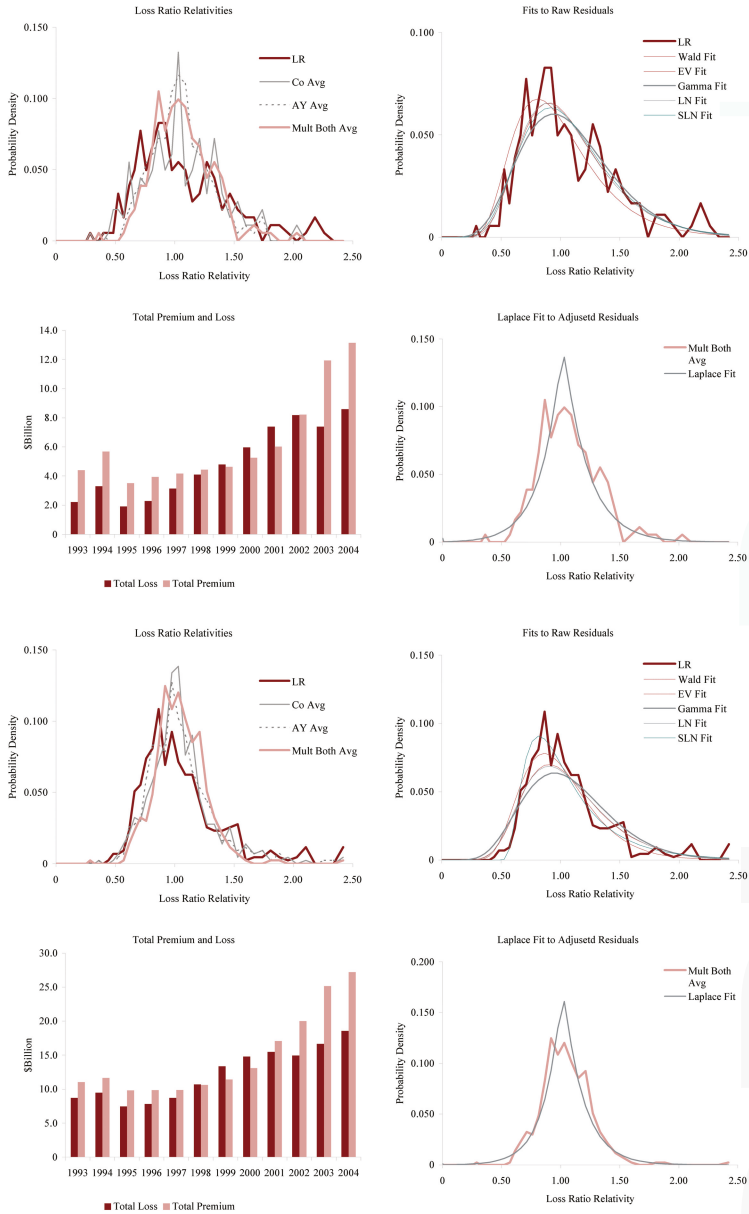 Loss Ratio Relativities
0.150
0.100
0.050
0
Probability Density
LR
Co Avg
AY Avg
Mult Both Avg
0.00 0.50 1.00 1.50 2.00 2.50
Loss Ratio Relativity
Fits to Raw Residuals
0.100
0.050
0
Probability Density
LR
Wald Fit
EV Fit
Gamma Fit
LN Fit
SLN Fit
0.00 0.50 1.00 1.50 2.00 2.50
Loss Ratio Relativity
Total Premium and Loss
14.0
12.0
10.0
8.0
6.0
4.0
2.0
0
$Billion
1993 1994 1995 1996 1997 1998 1999 2000 2001 2002 2003 2004
Total Loss Total Premium
Laplace Fit to Adjusetd Residuals
0.150
0.100
0.050
0
Probability Density
Mult Both
Avg
Laplace Fit
0.00 0.50 1.00 1.50 2.00 2.50
Loss Ratio Relativity
Loss Ratio Relativities
0.150
0.100
0.050
0
Probability Density
LR
Co Avg
AY Avg
Mult Both Avg
0.00 0.50 1.00 1.50 2.00 2.50
Loss Ratio Relativity
Fits to Raw Residuals
0.150
0.100
0.050
0
Probability Density
LR
Wald Fit
EV Fit
Gamma Fit
LN Fit
SLN Fit
0.00 0.50 1.00 1.50 2.00 2.50
Loss Ratio Relativity
Total Premium and Loss
30.0
25.0
20.0
15.0
10.0
5.0
0.0
$Billion
1993 1994 1995 1996 1997 1998 1999 2000 2001 2002 2003 2004
Total Loss Total Premium
Laplace Fit to Adjusetd Residuals
0.200
0.150
0.100
0.050
0
Probability Density
Mult Both
Avg
Laplace Fit
0.00 0.50 1.00 1.50 2.00 2.50
Loss Ratio Relativity